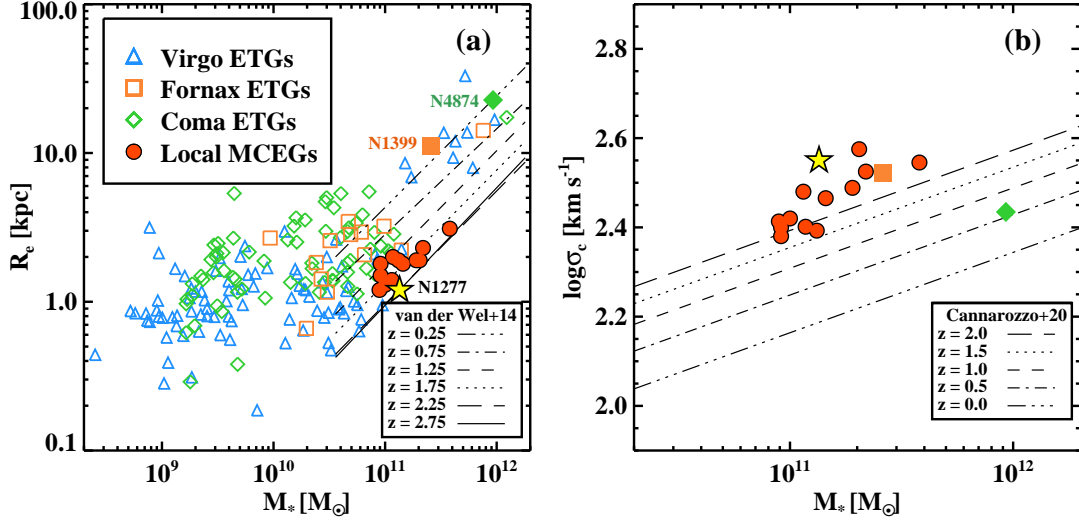 (a)
Virgo ETGs
Fornax ETGs
Coma ETGs
Local MCEGs
N4874
N1399
N1277
van der Wel+14
z = 0.25
z = 0.75
z = 1.25
z = 1.75
z = 2.25
z = 2.75
100.0
10.0
1.0
0.1
R_e [kpc]
10^9
10^10
10^11
10^12
M_* [M_⊙]
(b)
Cannarozzo+20
z = 2.0
z = 1.5
z = 1.0
z = 0.5
z = 0.0
2.8
2.6
2.4
2.2
2.0
logσ_c [km s^-1]
10^11
10^12
M_* [M_⊙]